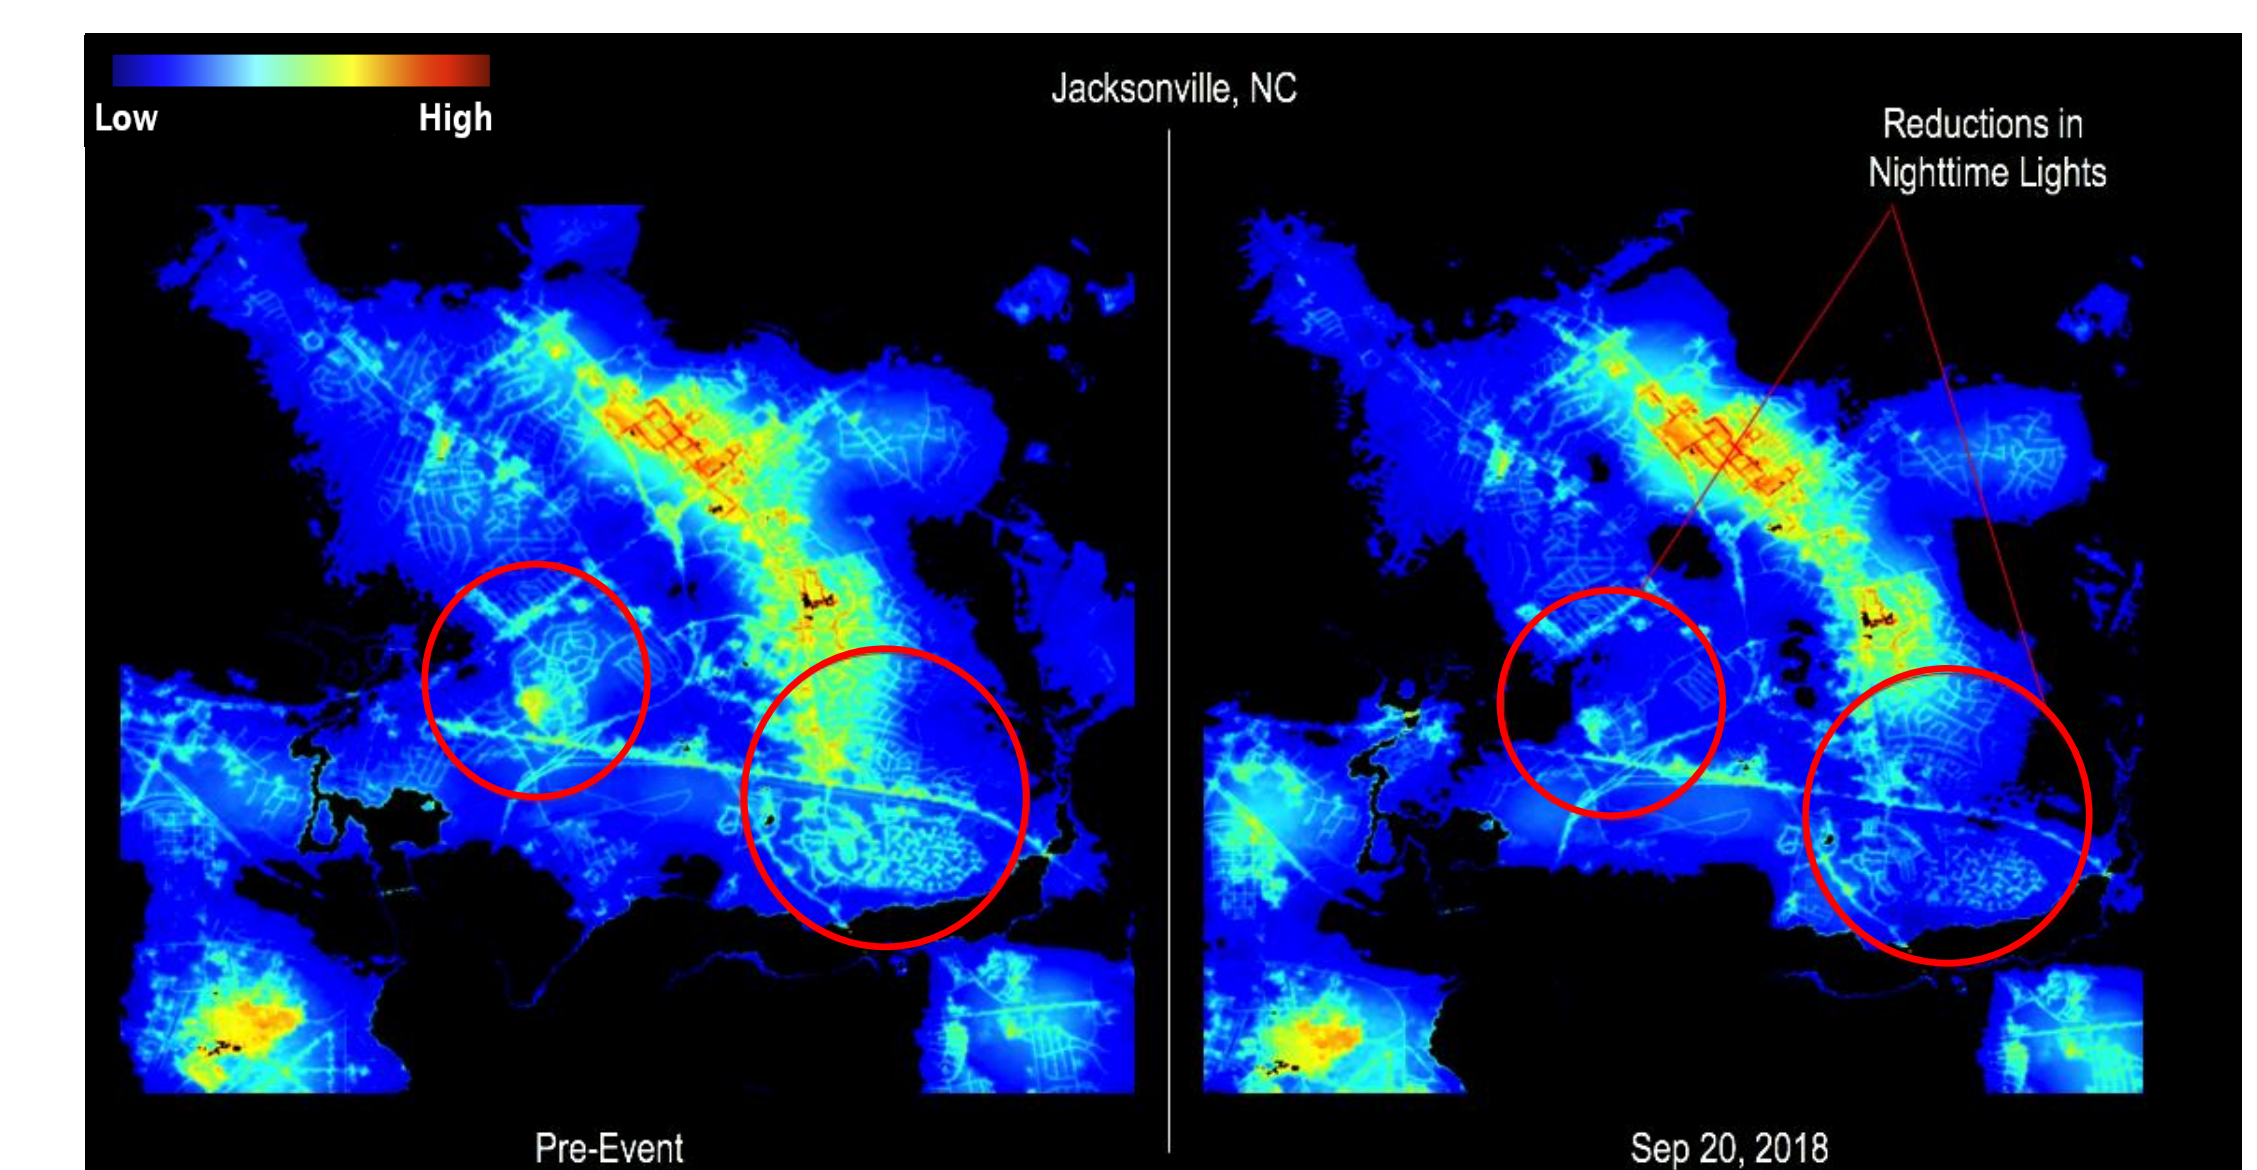 Low High
Jacksonville, NC
Reductions in
Nighttime Lights
Pre-Event
Sep 20, 2018